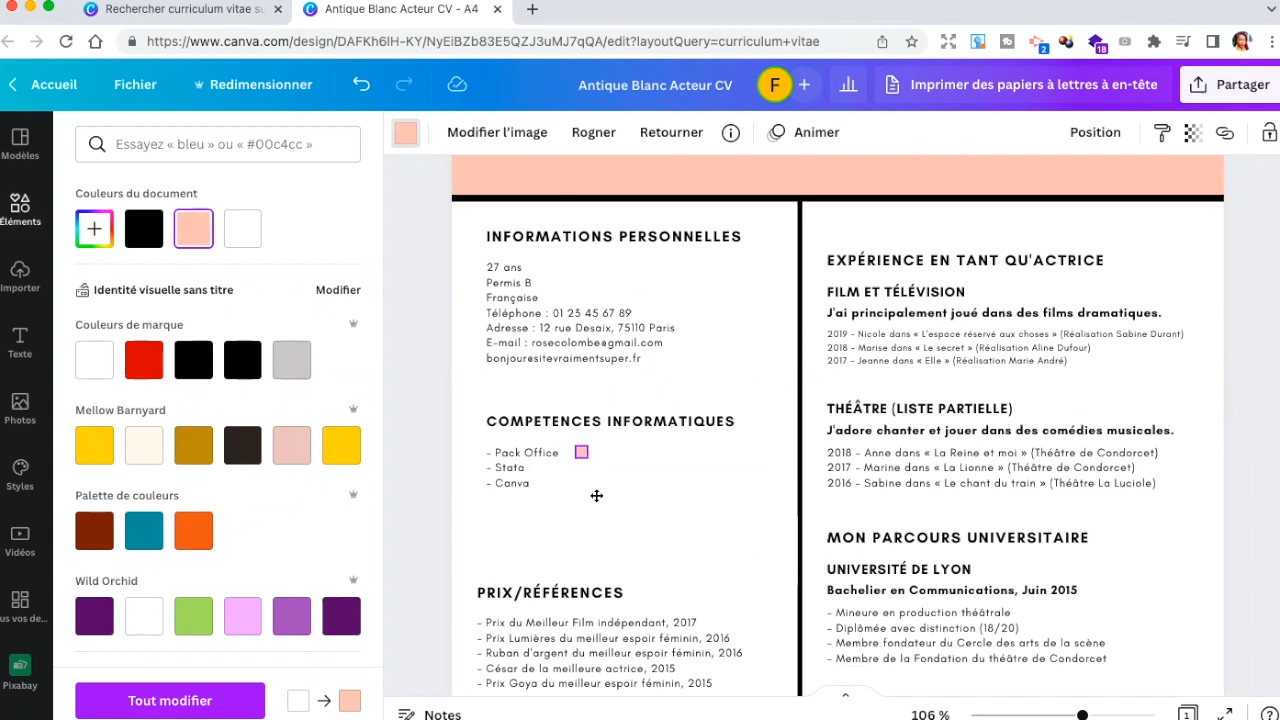 Rechercher curriculum vitae su
Antique Blanc Acteur CV - A4
https://www.canva.com/design/DAFKh6lH-KY/NyEiBZb83E5QZJ3uMJ7qQA/edit?layoutQuery=curriculum+vitae
2
18
Accueil
Fichier
Redimensionner
Antique Blanc Acteur CV
F
Imprimer des papiers à lettres à en-tête
Partager
Modèles
Éléments
Importer
Texte
Photos
Styles
Vidéos
us vos de...
Pixabay
Essayez « bleu » ou « #00c4cc »
Couleurs du document
Identité visuelle sans titre
Modifier
Couleurs de marque
Mellow Barnyard
Palette de couleurs
Wild Orchid
Tout modifier
Modifier l'image
Rogner
Retourner
Animer
Position
INFORMATIONS PERSONNELLES
27 ans
Permis B
Française
Téléphone : 01 23 45 67 89
Adresse : 12 rue Desaix, 75110 Paris
E-mail : rosecolombe@gmail.com
bonjour@sitevraimentsuper.fr
COMPETENCES INFORMATIQUES
- Pack Office
- Stata
- Canva
PRIX/RÉFÉRENCES
- Prix du Meilleur Film indépendant, 2017
- Prix Lumières du meilleur espoir féminin, 2016
- Ruban d'argent du meilleur espoir féminin, 2016
- César de la meilleure actrice, 2015
- Prix Goya du meilleur espoir féminin, 2015
EXPÉRIENCE EN TANT QU'ACTRICE
FILM ET TÉLÉVISION
J'ai principalement joué dans des films dramatiques.
2019 - Nicole dans « L'espace réservé aux choses » (Réalisation Sabine Durant)
2018 - Marise dans « Le secret » (Réalisation Aline Dufour)
2017 - Jeanne dans « Elle » (Réalisation Marie André)
THÉÂTRE (LISTE PARTIELLE)
J'adore chanter et jouer dans des comédies musicales.
2018 - Anne dans « La Reine et moi » (Théâtre de Condorcet)
2017 - Marine dans « La Lionne » (Théâtre de Condorcet)
2016 - Sabine dans « Le chant du train » (Théâtre La Luciole)
MON PARCOURS UNIVERSITAIRE
UNIVERSITÉ DE LYON
Bachelier en Communications, Juin 2015
- Mineure en production théâtrale
- Diplômée avec distinction (18/20)
- Membre fondateur du Cercle des arts de la scène
- Membre de la Fondation du théâtre de Condorcet
Notes
106 %
1